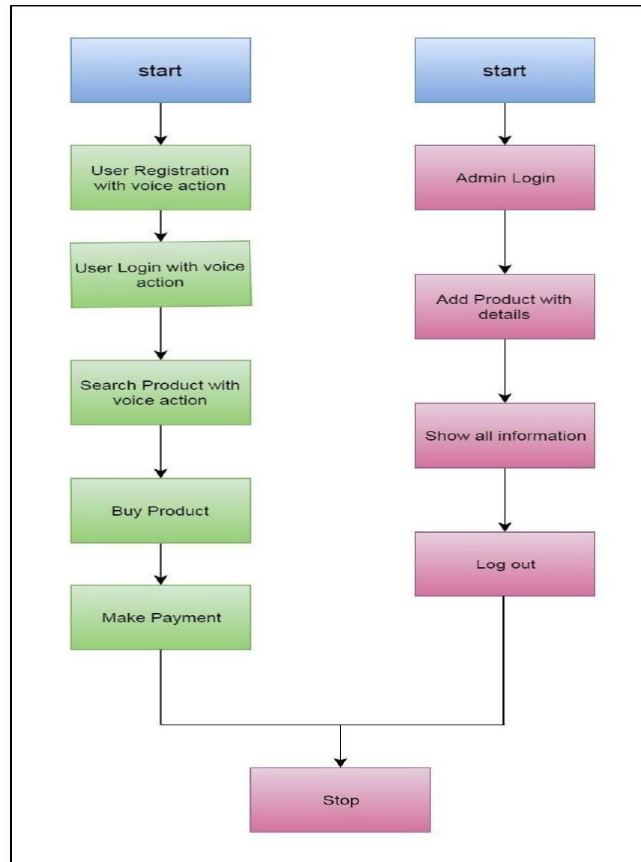 start
User Registration
with voice action
User Login with voice
action
Search Product with
voice action
Buy Product
Make Payment
start
Admin Login
Add Product with
details
Show all information
Log out
Stop